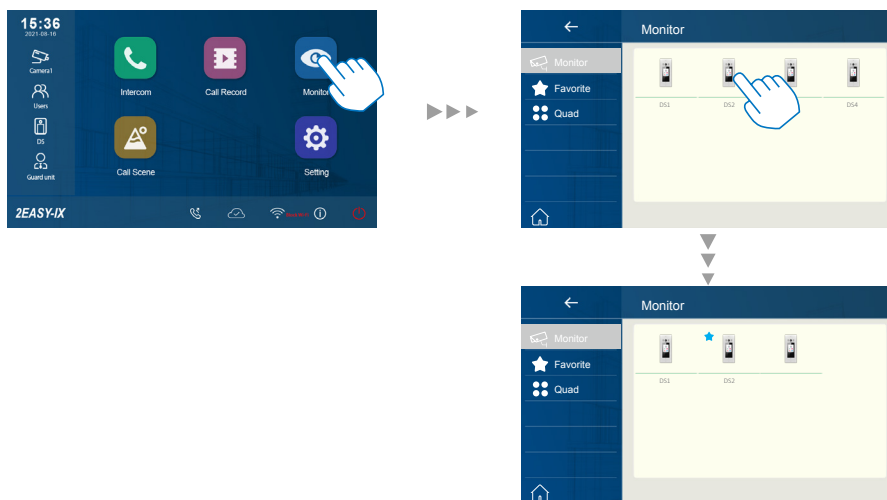 15:36
2021-08-16
Camera1
Users
DS
Guard unit
Intercom
Call Record
Monitor
Call Scene
Setting
2EASY-IX
Monitor
Monitor
Favorite
Quad
DS1
DS2
DS4
Monitor
Monitor
Favorite
Quad
DS1
DS2